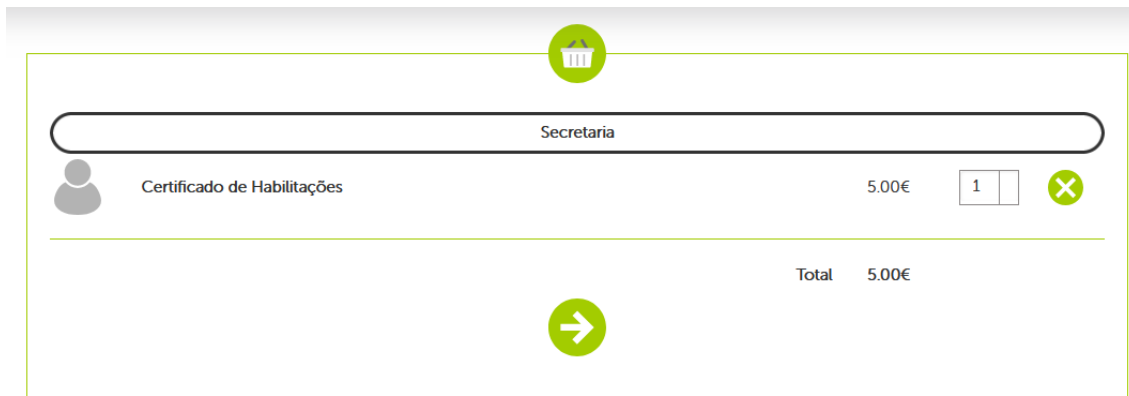 Secretaria
Certificado de Habilitações 5.00€ 1
Total 5.00€